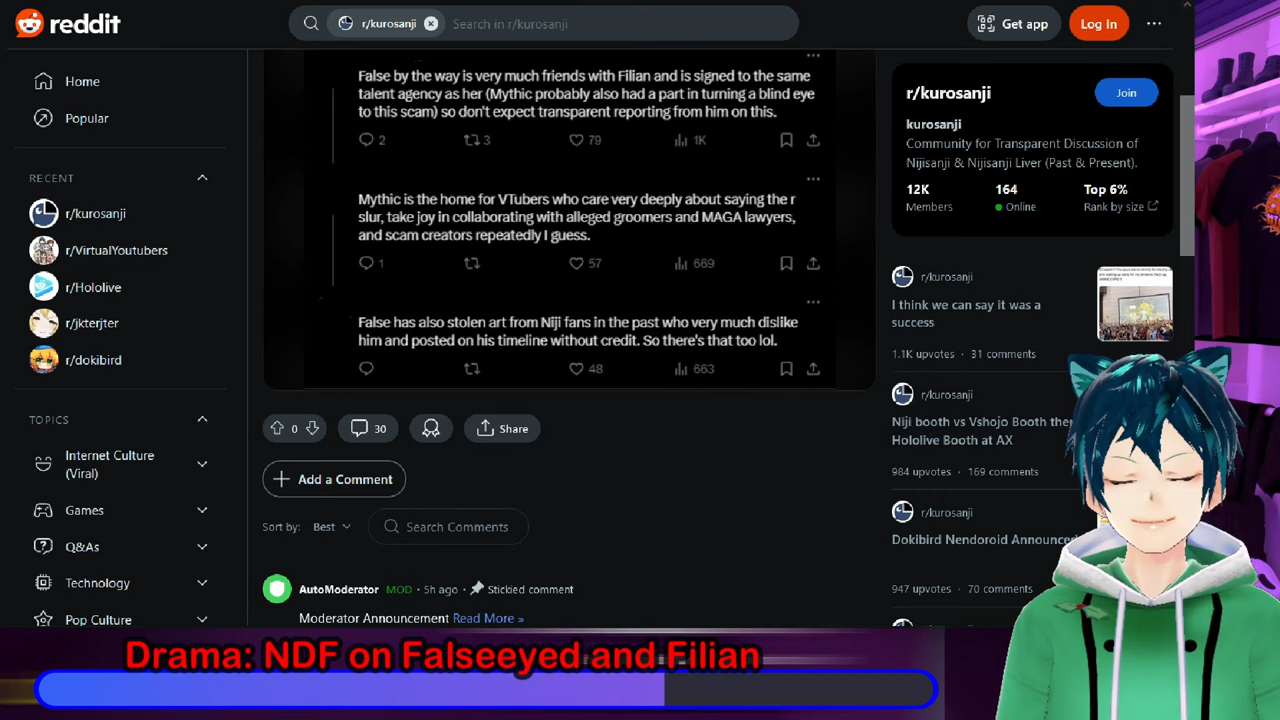 reddit
r/kurosanji
Search in r/kurosanji
Get app
Log In
Home
Popular
RECENT
r/kurosanji
r/VirtualYoutubers
r/Hololive
r/jkterjter
r/dokibird
TOPICS
Internet Culture
(Viral)
Games
Q&As
Technology
Pop Culture
False by the way is very much friends with Filian and is signed to the same
talent agency as her (Mythic probably also had a part in turning a blind eye
to this scam) so don't expect transparent reporting from him on this.
2
3
79
1K
Mythic is the home for VTubers who care very deeply about saying the r
slur, take joy in collaborating with alleged groomers and MAGA lawyers,
and scam creators repeatedly I guess.
1
57
669
False has also stolen art from Niji fans in the past who very much dislike
him and posted on his timeline without credit. So there's that too lol.
48
663
0
30
Share
Add a Comment
Sort by: Best
Search Comments
AutoModerator MOD • 5h ago • Stickied comment
Moderator Announcement Read More »
r/kurosanji
Join
kurosanji
Community for Transparent Discussion of
Nijisanji & Nijisanji Liver (Past & Present).
12K
Members
164
Online
Top 6%
Rank by size
r/kurosanji
I think we can say it was a
success
1.1K upvotes • 31 comments
r/kurosanji
Niji booth vs Vshojo Booth
Hololive Booth at AX
984 upvotes • 169 comments
r/kurosanji
Dokibird Nendoroid Announced
947 upvotes • 70 comments
Drama: NDF on Falseeyed and Filian